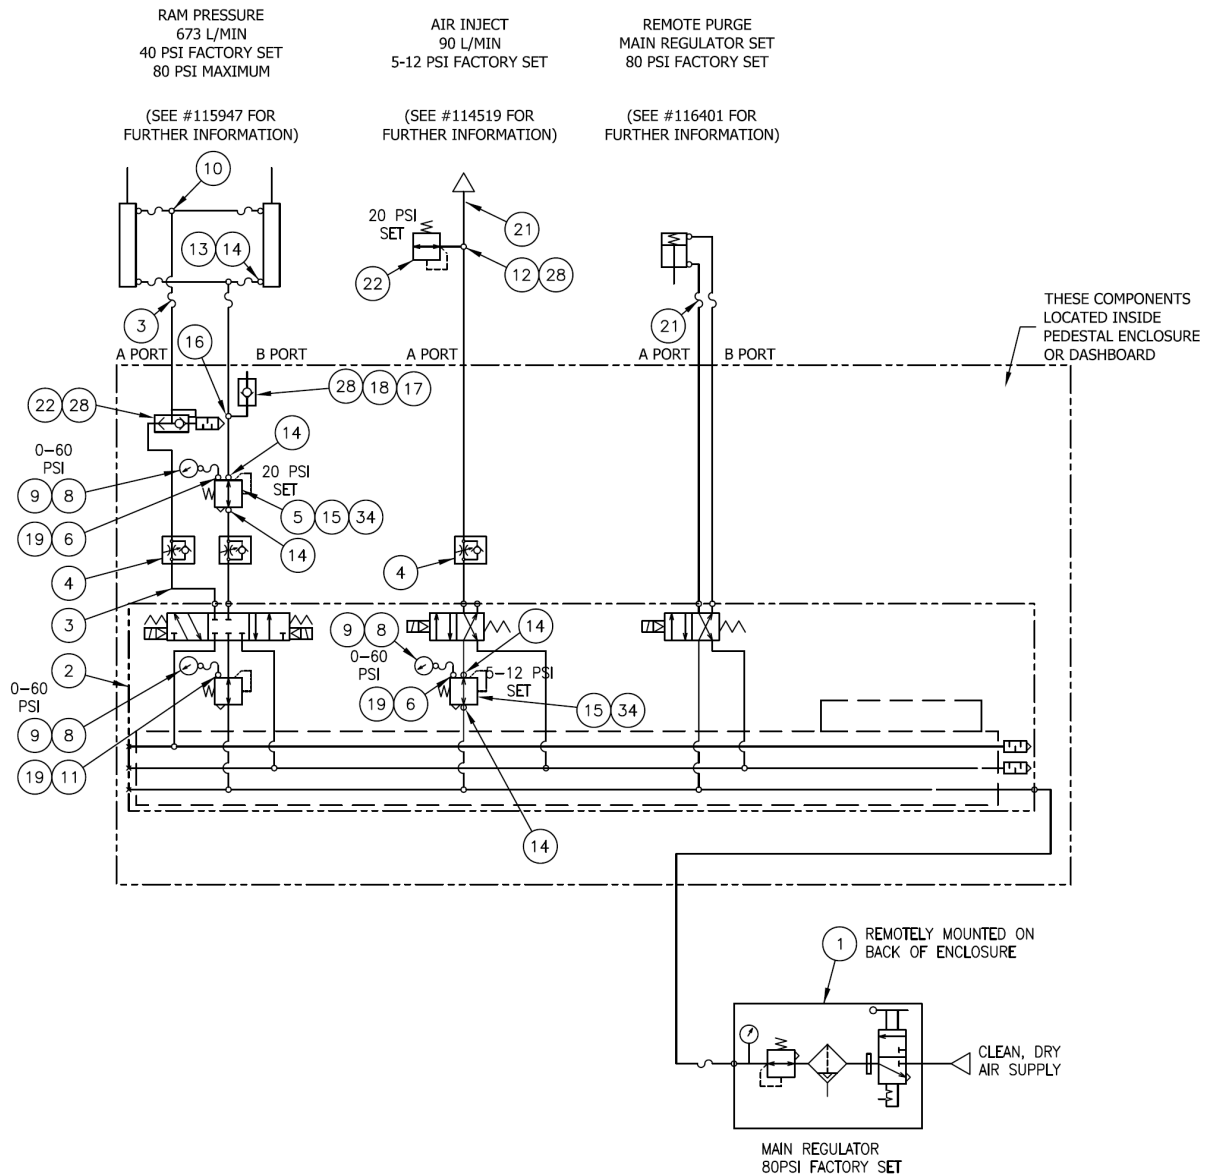 RAM PRESSURE
673 L/MIN
40 PSI FACTORY SET
80 PSI MAXIMUM
(SEE #115947 FOR
FURTHER INFORMATION)
AIR INJECT
90 L/MIN
5-12 PSI FACTORY SET
(SEE #114519 FOR
FURTHER INFORMATION)
REMOTE PURGE
MAIN REGULATOR SET
80 PSI FACTORY SET
(SEE #116401 FOR
FURTHER INFORMATION)
10
13 14
3
16
A PORT
B PORT
20 PSI
SET
21
22
12 28
A PORT
21
A PORT
B PORT
THESE COMPONENTS
LOCATED INSIDE
PEDESTAL ENCLOSURE
OR DASHBOARD
28 18 17
22 28
14
0-60
PSI
9 8
20 PSI
SET
19 6
5 15 34
14
4
4
3
2
9 8
14
0-60
PSI
5-12 PSI
SET
0-60
PSI
19 6
15 34
9 8
19 11
14
1
REMOTELY MOUNTED ON
BACK OF ENCLOSURE
CLEAN, DRY
AIR SUPPLY
MAIN REGULATOR
80PSI FACTORY SET